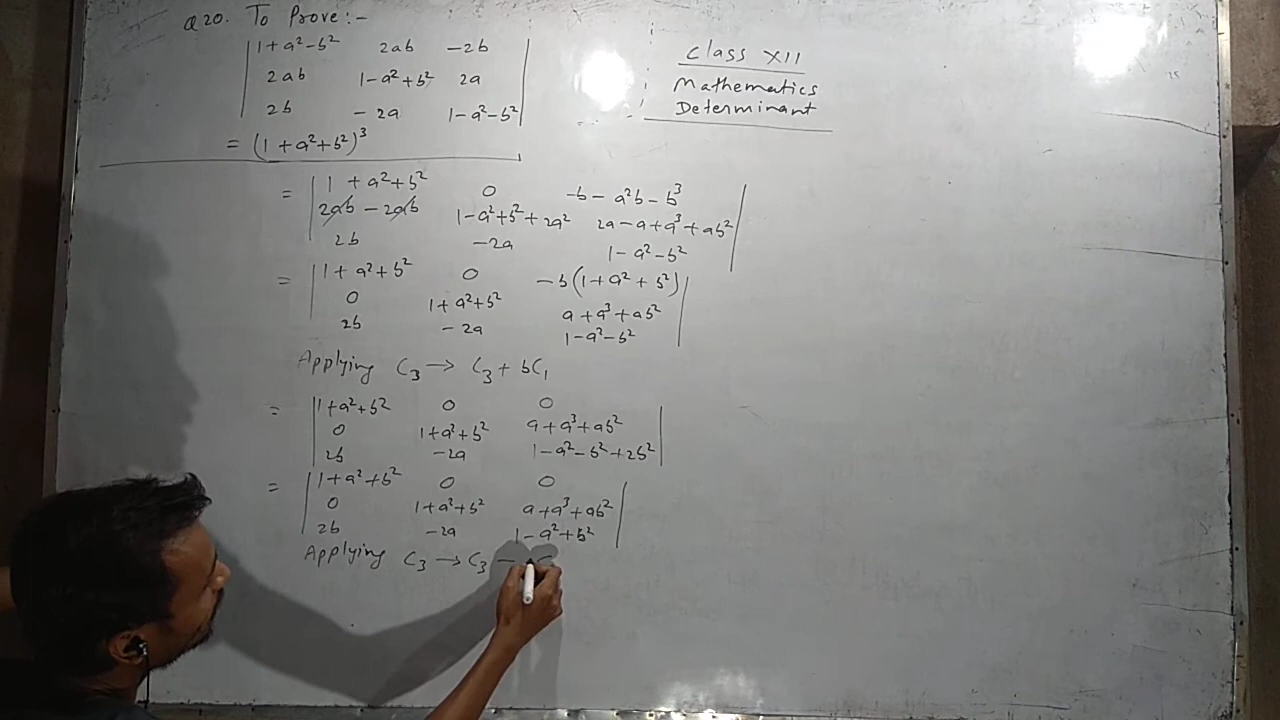 Q20. To Prove:-
| 1+a²-b² 2ab -2b |
| 2ab 1-a²+b² 2a |
| 2b -2a 1-a²-b² |
= (1+a²+b²)³
Class XII
Mathematics
Determinant
= | 1+a²+b² 0 -b-a²b-b³ |
| 2ab-2ab 1-a²+b²+2a² 2a-a+a³+ab² |
| 2b -2a 1-a²-b² |
= | 1+a²+b² 0 -b(1+a²+b²) |
| 0 1+a²+b² a+a³+ab² |
| 2b -2a 1-a²-b² |
Applying C₃→ C₃+bC₁
= | 1+a²+b² 0 0 |
| 0 1+a²+b² a+a³+ab² |
| 2b -2a 1-a²-b²+2b² |
= | 1+a²+b² 0 0 |
| 0 1+a²+b² a+a³+ab² |
| 2b -2a 1-a²+b² |
Applying C₃→C₃ -